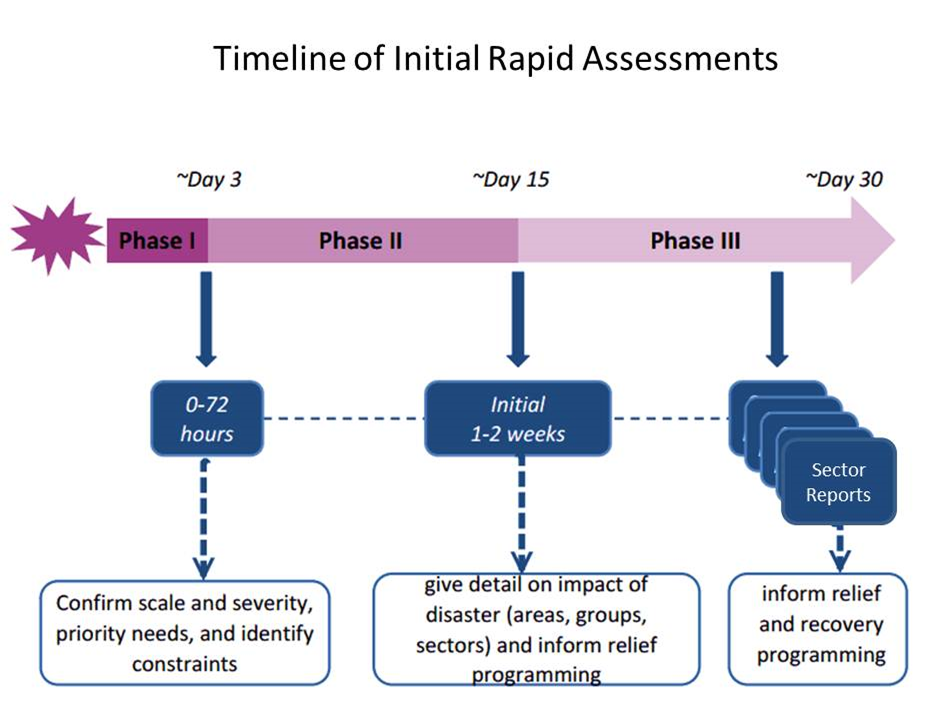 Timeline of Initial Rapid Assessments
~Day 3
~Day 15
~Day 30
Phase I
Phase II
Phase III
0-72
hours
Initial
1-2 weeks
Sector
Reports
Confirm scale and severity,
priority needs, and identify
constraints
give detail on impact of
disaster (areas, groups,
sectors) and inform relief
programming
inform relief
and recovery
programming